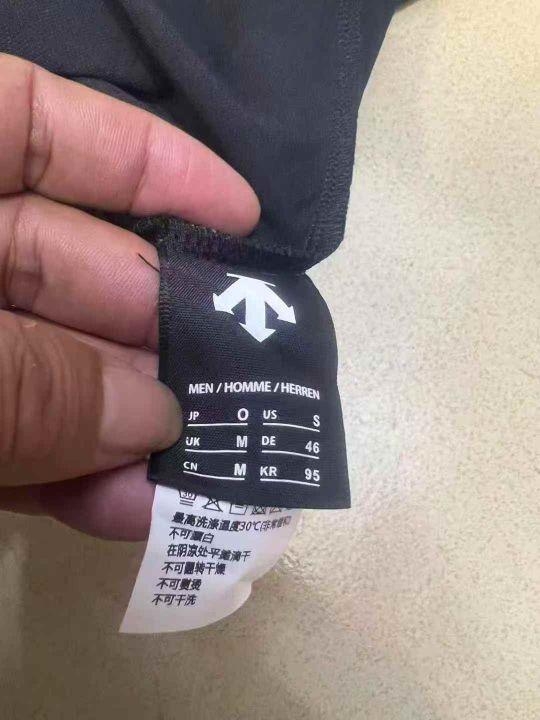 MEN / HOMME / HERREN
JP O US S
UK M DE 46
CN M KR 95
30
最高洗涤温度30℃(非常缓和)
不可漂白
在阴凉处平摊滴干
不可翻转干燥
不可熨烫
不可干洗